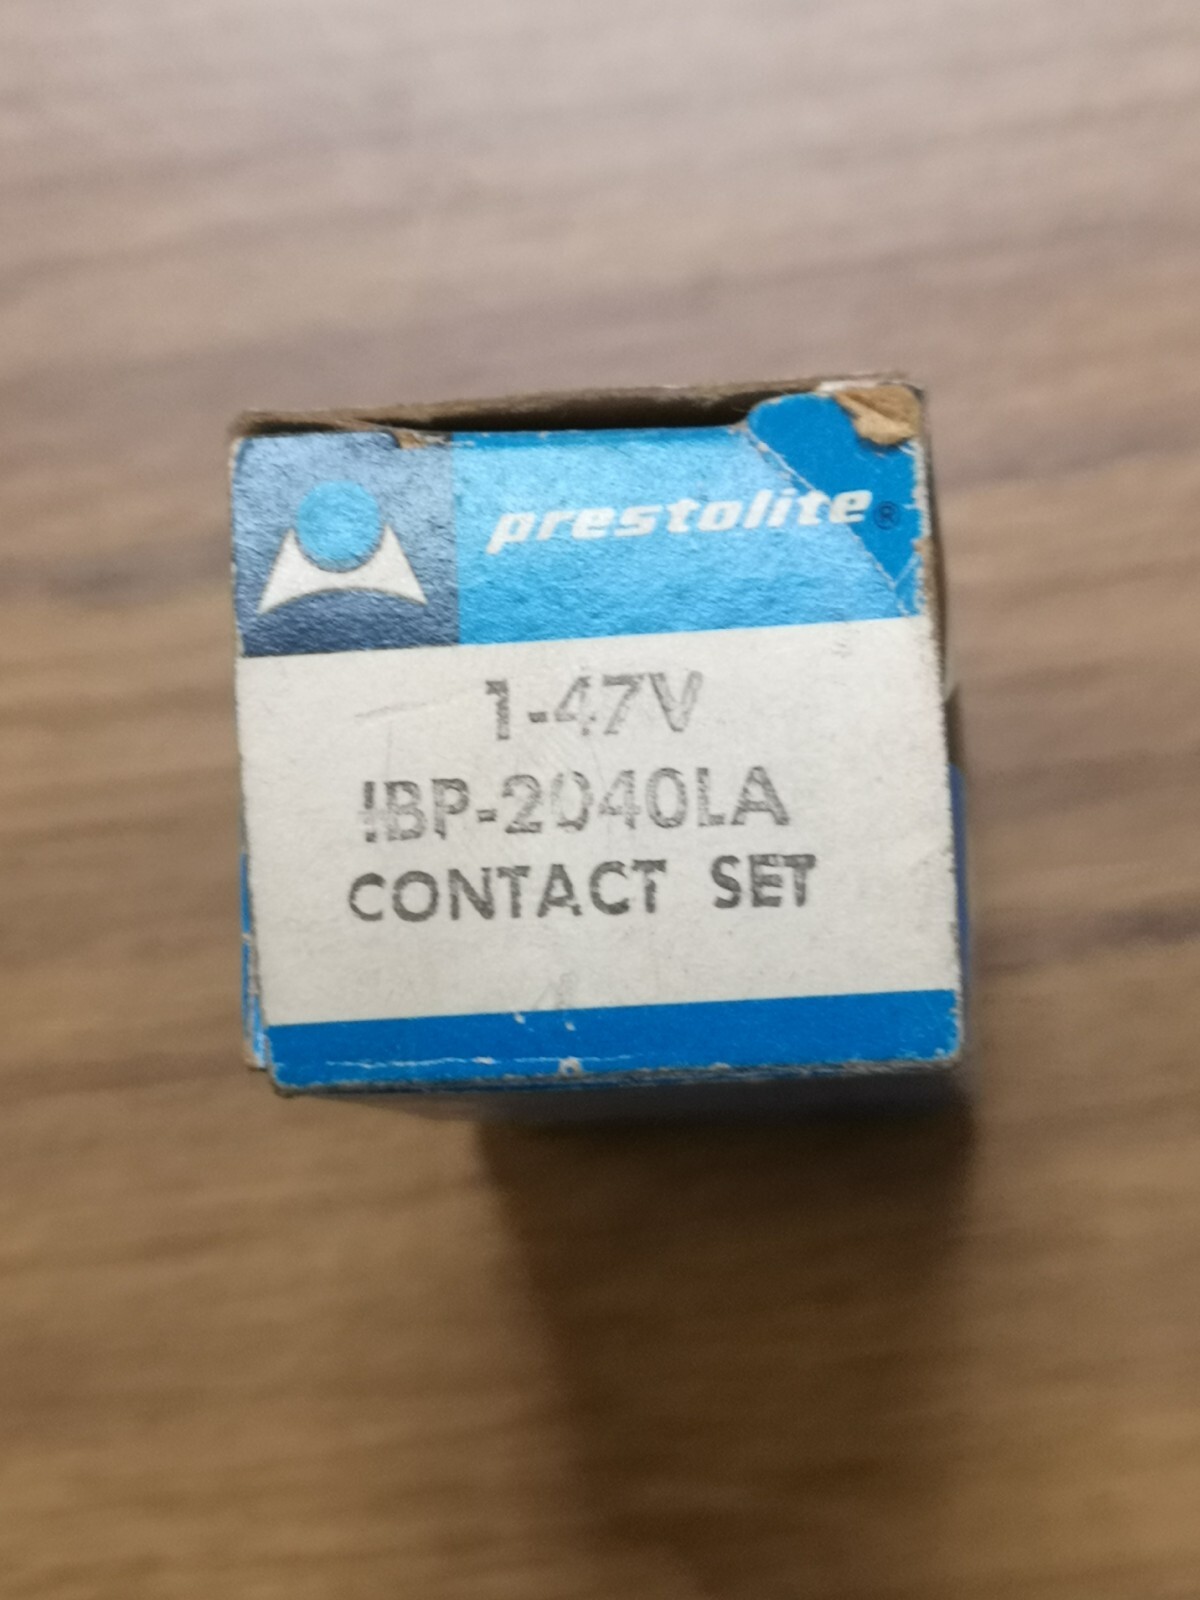 prestolite®
1-47V
IBP-2040LA
CONTACT SET